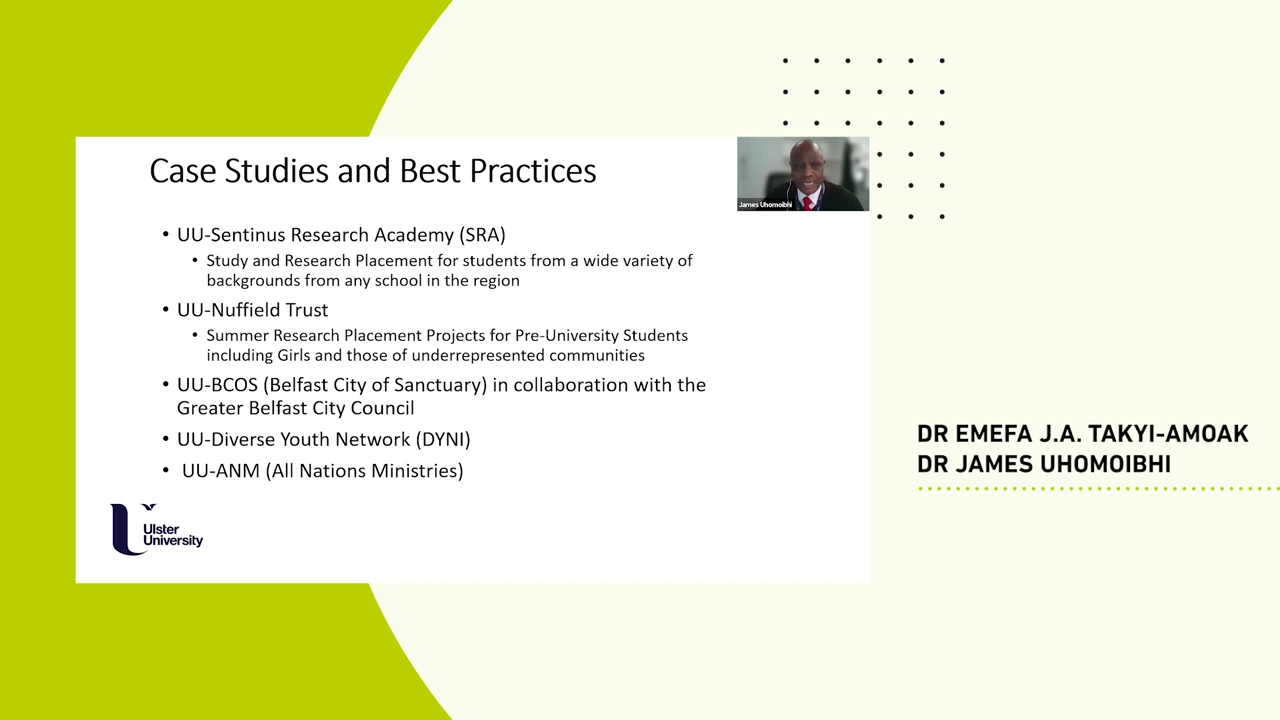 Case Studies and Best Practices
James Uhomoibhi
• UU-Sentinus Research Academy (SRA)
• Study and Research Placement for students from a wide variety of
backgrounds from any school in the region
• UU-Nuffield Trust
• Summer Research Placement Projects for Pre-University Students
including Girls and those of underrepresented communities
• UU-BCOS (Belfast City of Sanctuary) in collaboration with the
Greater Belfast City Council
• UU-Diverse Youth Network (DYNI)
• UU-ANM (All Nations Ministries)
Ulster
University
DR EMEFA J.A. TAKYI-AMOAK
DR JAMES UHOMOIBHI